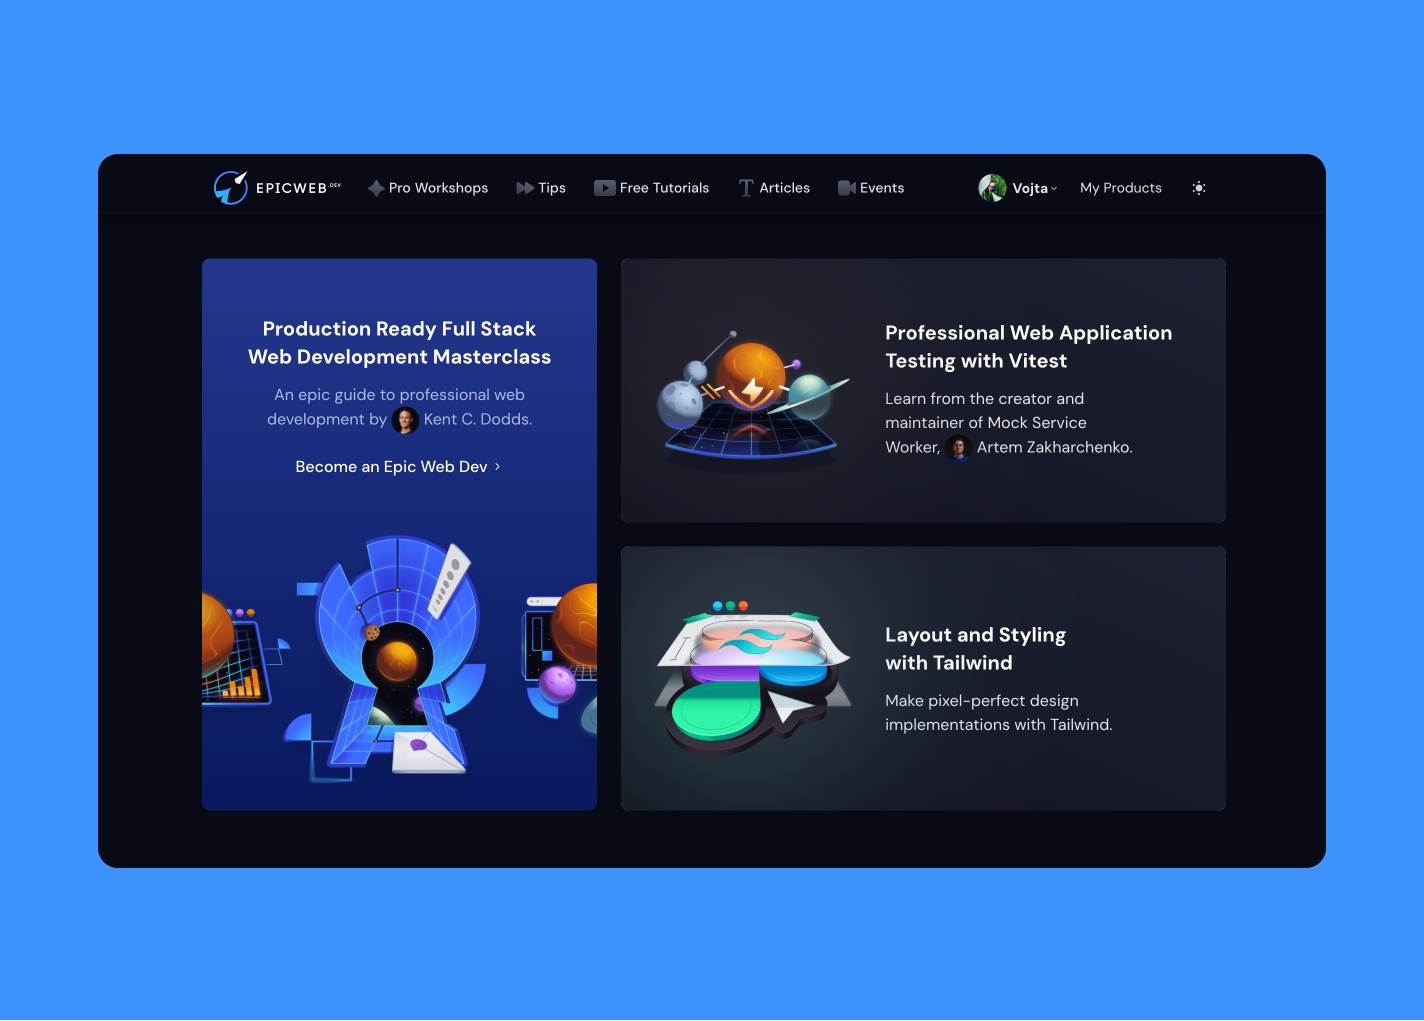 EPICWEB.DEV
Pro Workshops
Tips
Free Tutorials
Articles
Events
Vojta
My Products
Production Ready Full Stack
Web Development Masterclass
An epic guide to professional web
development by Kent C. Dodds.
Become an Epic Web Dev
Professional Web Application
Testing with Vitest
Learn from the creator and
maintainer of Mock Service
Worker, Artem Zakharchenko.
Layout and Styling
with Tailwind
Make pixel-perfect design
implementations with Tailwind.